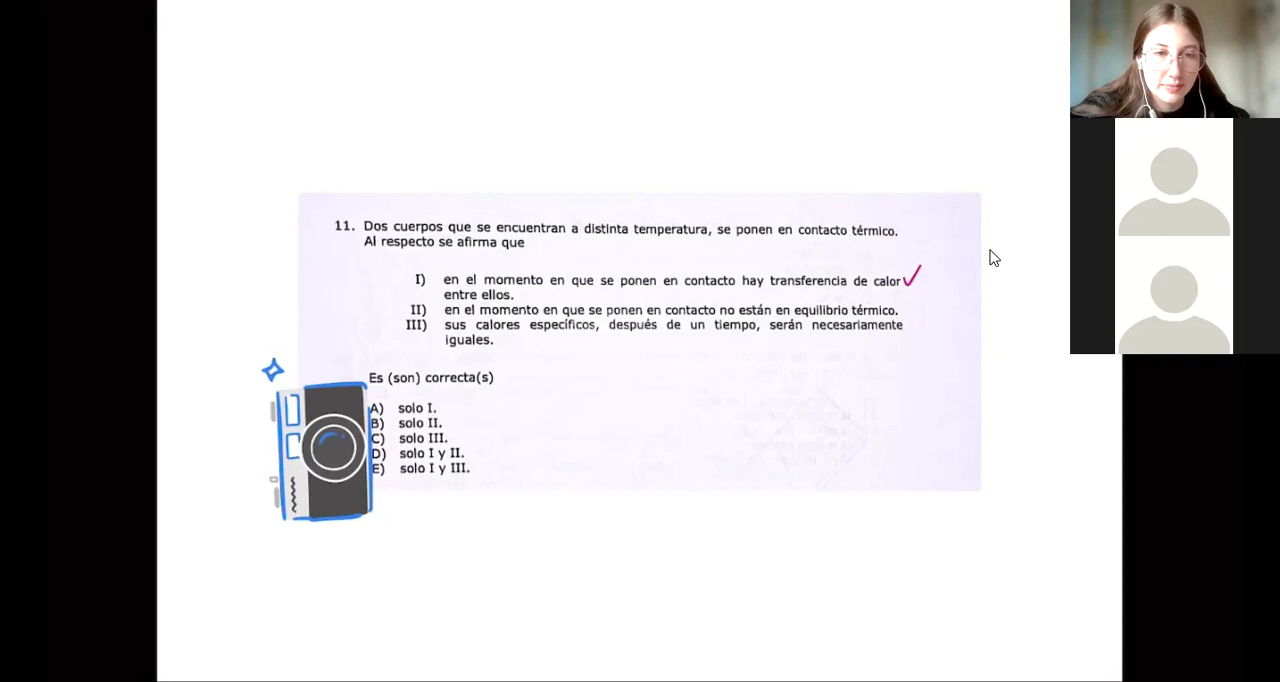 11. Dos cuerpos que se encuentran a distinta temperatura, se ponen en contacto térmico.
Al respecto se afirma que
I) en el momento en que se ponen en contacto hay transferencia de calor
entre ellos.
II) en el momento en que se ponen en contacto no están en equilibrio térmico.
III) sus calores específicos, después de un tiempo, serán necesariamente
iguales.
Es (son) correcta(s)
A) solo I.
B) solo II.
C) solo III.
D) solo I y II.
E) solo I y III.